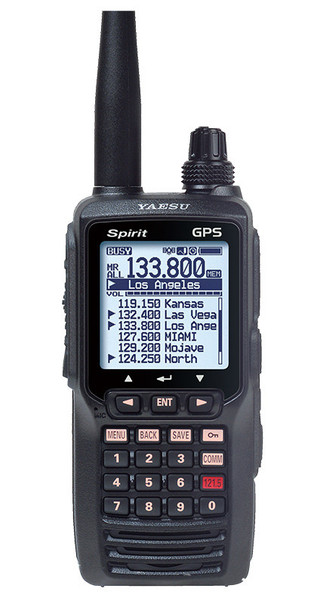 YAESU
Spirit GPS
BUSY
MR ALL 133.800 MEM
Los Angeles
VOL
119.150 Kansas
132.400 Las Vega
133.800 Los Ange
127.600 MIAMI
129.200 Mojave
124.250 North
ENT
MENU BACK SAVE
1 2 3 COMM
4 5 6 121.5
7 8 9 0